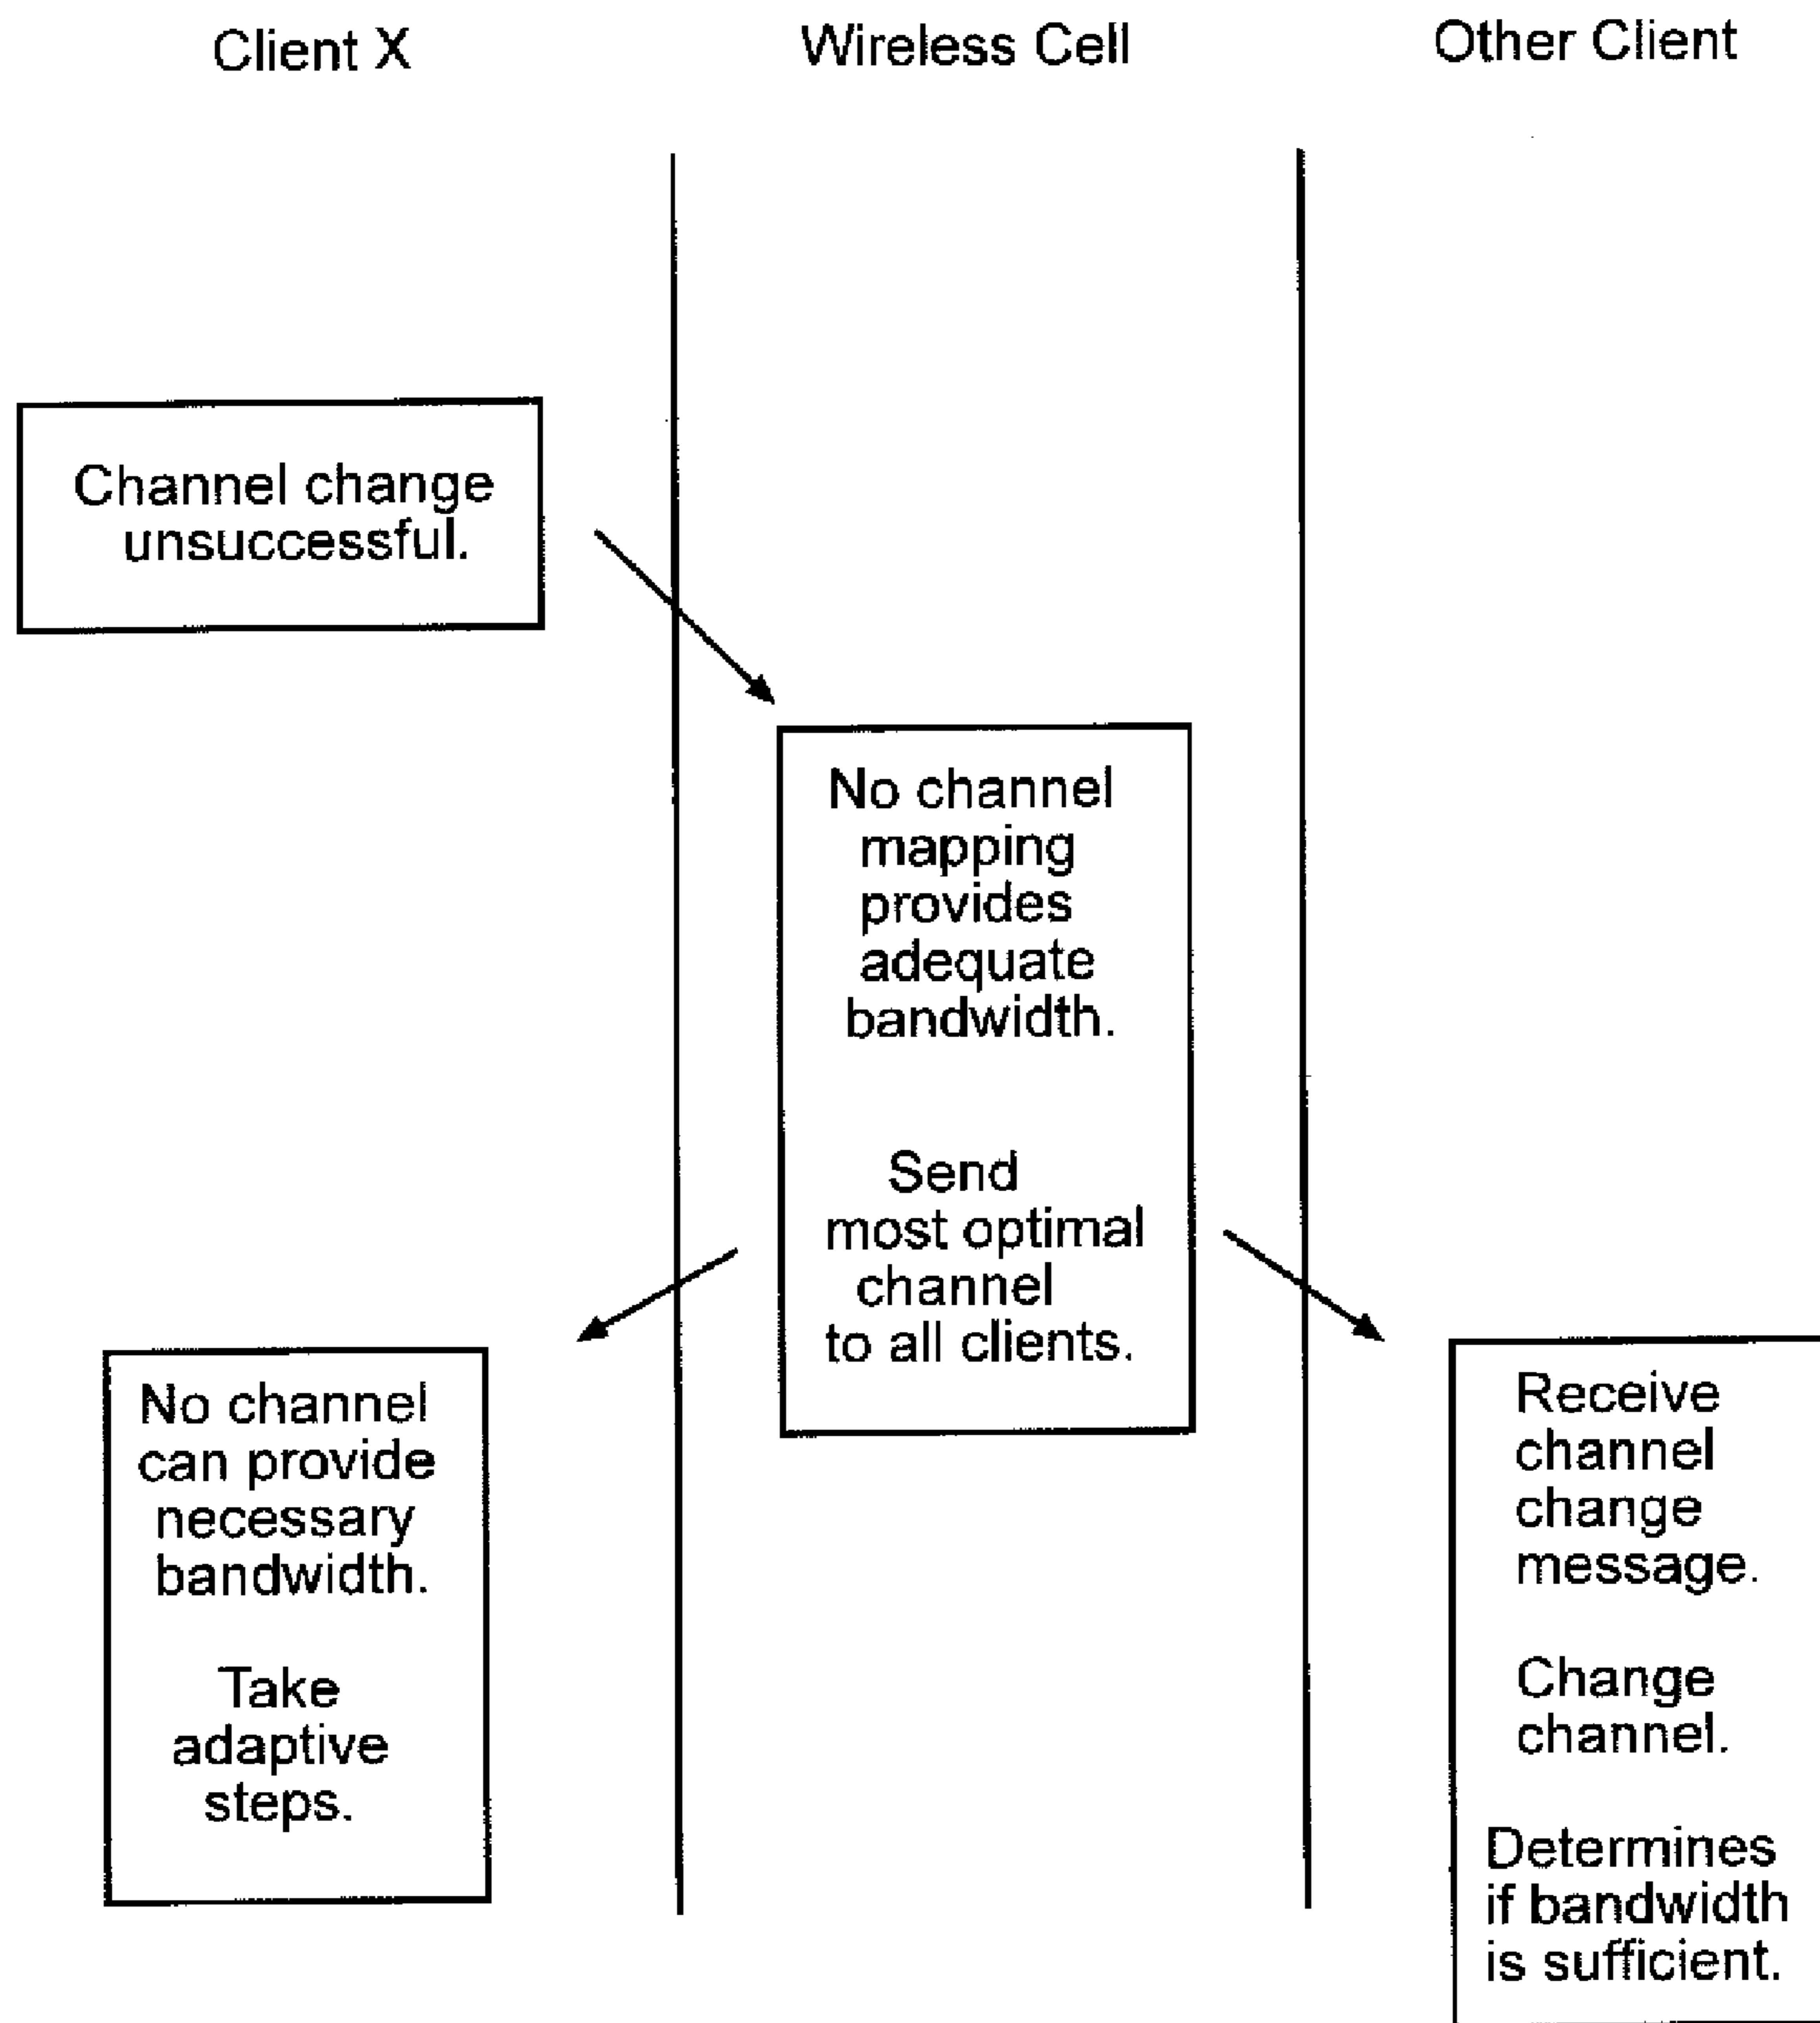 Client X
Wireless Cell
Other Client
Channel change
unsuccessful.
No channel
mapping
provides
adequate
bandwidth.
Send
most optimal
channel
to all clients.
No channel
can provide
necessary
bandwidth.
Take
adaptive
steps.
Receive
channel
change
message.
Change
channel.
Determines
if bandwidth
is sufficient.